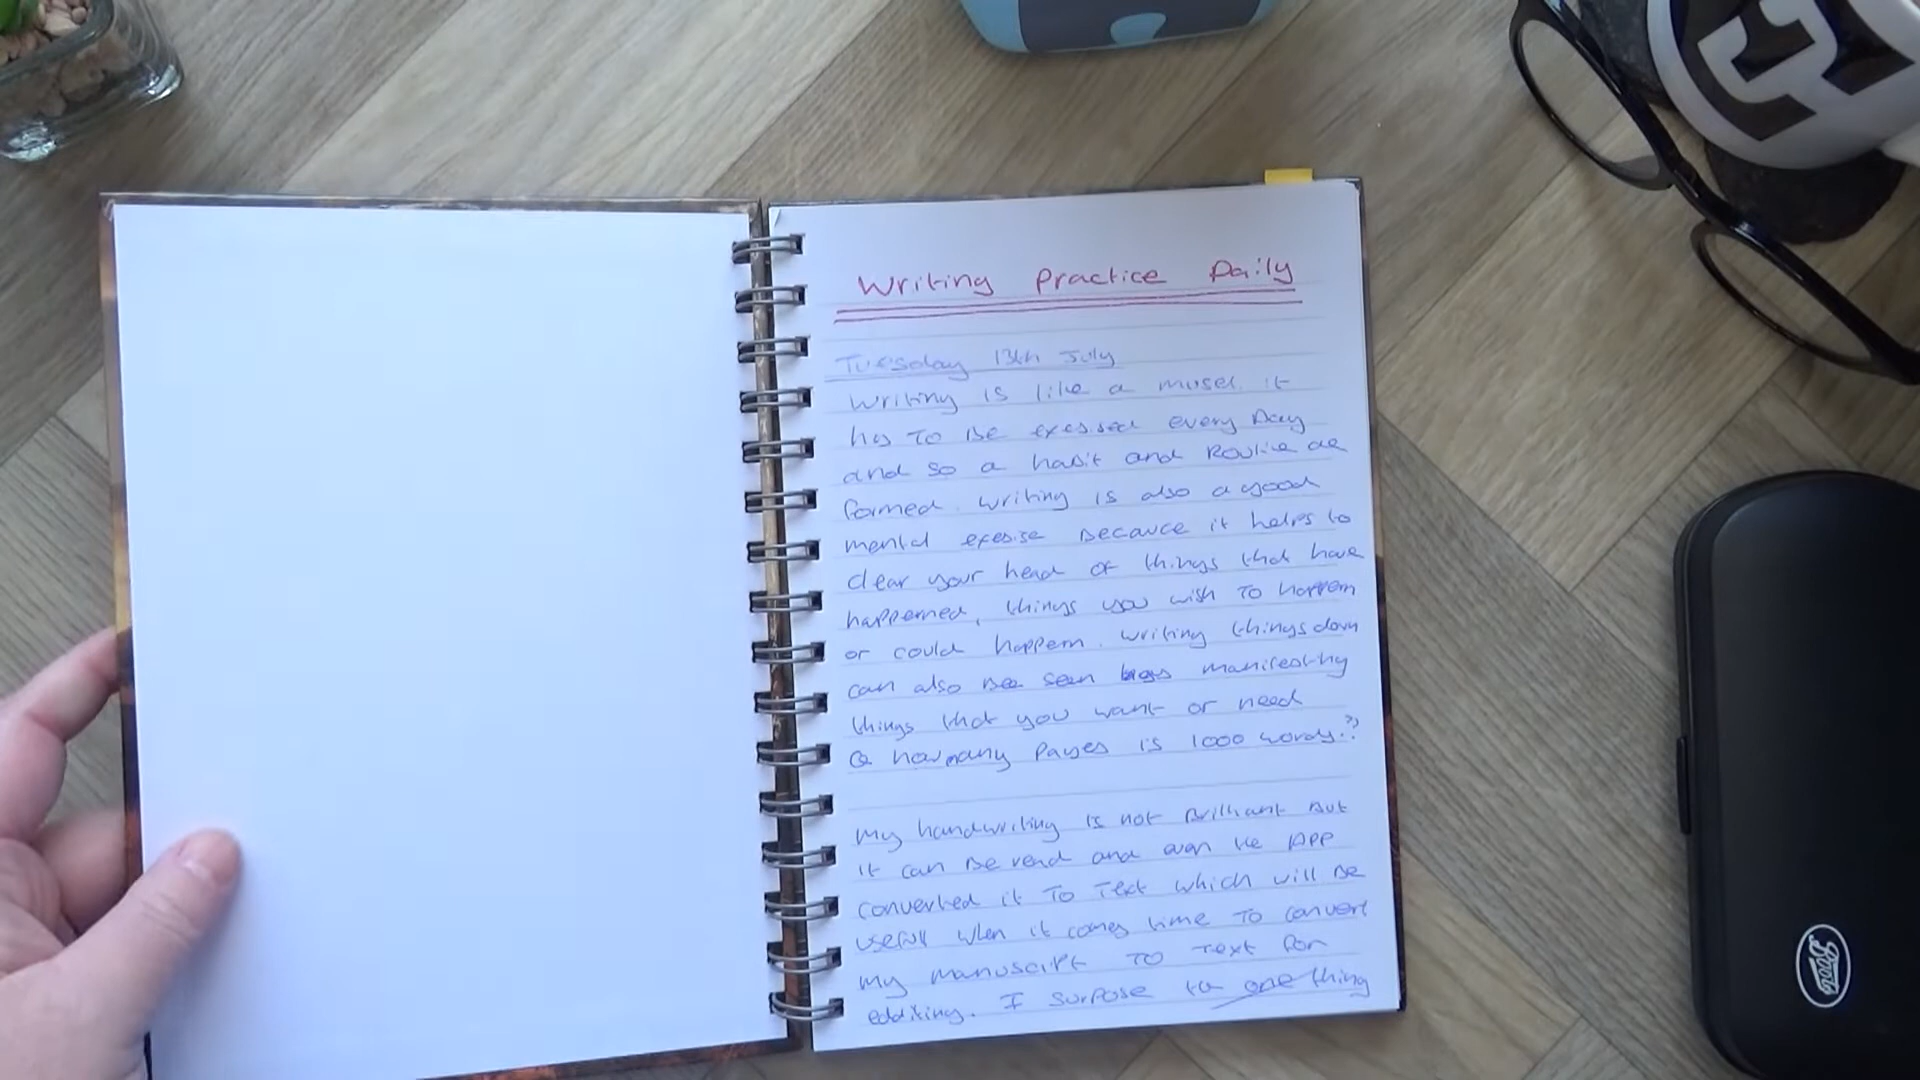 Writing Practice Daily
Tuesday 13th July
Writing is like a musel. it
has To Be exesised every Day
and so a habit and Routine are
formed. Writing is also a good
mental exesise Because it helps to
clear your head of things that have
happened, things you wish To happen
or could happen. Writing things down
can also Bee seen as manifesting
things that you want or need
Q how many Pages is 1000 words.??
My handwriting is not Brilliant But
it can Be read and even the APP
converted it To Text which will Be
useful when it comes time To convert
my manuscript To Text for
edditing. I surpose the one thing
Boots